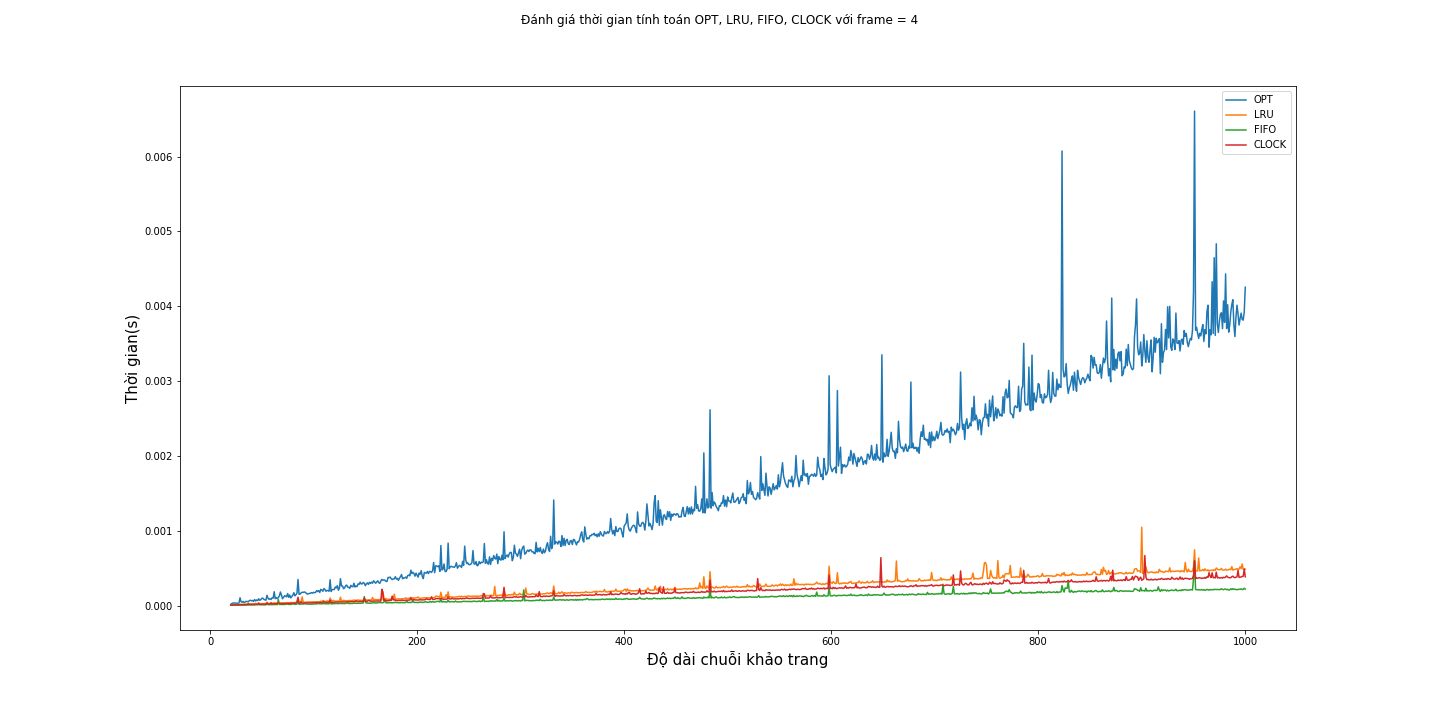 Đánh giá thời gian tính toán OPT, LRU, FIFO, CLOCK với frame = 4
OPT
LRU
FIFO
CLOCK
0.006
0.005
0.004
0.003
0.002
0.001
0.000
Thời gian(s)
0
200
400
600
800
1000
Độ dài chuỗi khảo trang